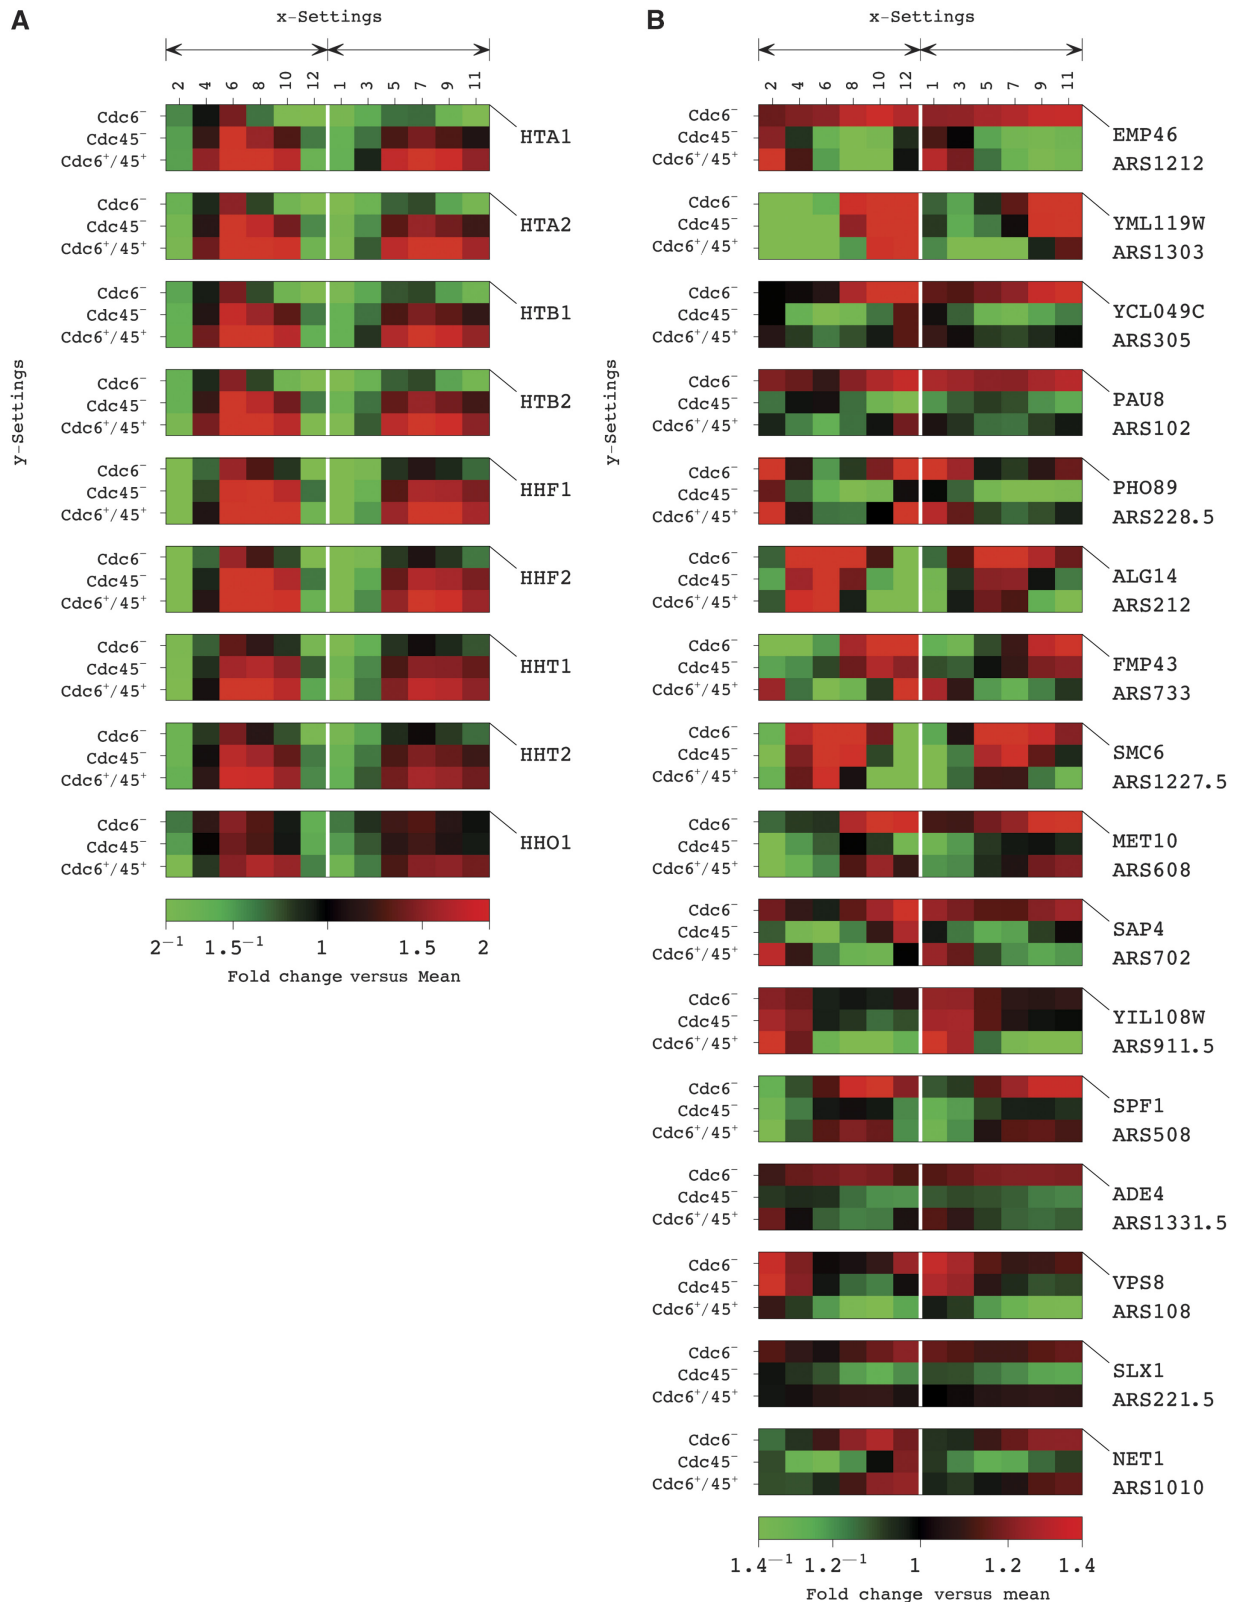 A
x-Settings
2 4 6 8 10 12 1 3 5 7 9 11
y-Settings
Cdc6⁻
Cdc45⁻
Cdc6⁺/45⁺
HTA1
Cdc6⁻
Cdc45⁻
Cdc6⁺/45⁺
HTA2
Cdc6⁻
Cdc45⁻
Cdc6⁺/45⁺
HTB1
Cdc6⁻
Cdc45⁻
Cdc6⁺/45⁺
HTB2
Cdc6⁻
Cdc45⁻
Cdc6⁺/45⁺
HHF1
Cdc6⁻
Cdc45⁻
Cdc6⁺/45⁺
HHF2
Cdc6⁻
Cdc45⁻
Cdc6⁺/45⁺
HHT1
Cdc6⁻
Cdc45⁻
Cdc6⁺/45⁺
HHT2
Cdc6⁻
Cdc45⁻
Cdc6⁺/45⁺
HHO1
2⁻¹ 1.5⁻¹ 1 1.5 2
Fold change versus Mean
B
x-Settings
2 4 6 8 10 12 1 3 5 7 9 11
y-Settings
Cdc6⁻
Cdc45⁻
Cdc6⁺/45⁺
EMP46
ARS1212
Cdc6⁻
Cdc45⁻
Cdc6⁺/45⁺
YML119W
ARS1303
Cdc6⁻
Cdc45⁻
Cdc6⁺/45⁺
YCL049C
ARS305
Cdc6⁻
Cdc45⁻
Cdc6⁺/45⁺
PAU8
ARS102
Cdc6⁻
Cdc45⁻
Cdc6⁺/45⁺
PHO89
ARS228.5
Cdc6⁻
Cdc45⁻
Cdc6⁺/45⁺
ALG14
ARS212
Cdc6⁻
Cdc45⁻
Cdc6⁺/45⁺
FMP43
ARS733
Cdc6⁻
Cdc45⁻
Cdc6⁺/45⁺
SMC6
ARS1227.5
Cdc6⁻
Cdc45⁻
Cdc6⁺/45⁺
MET10
ARS608
Cdc6⁻
Cdc45⁻
Cdc6⁺/45⁺
SAP4
ARS702
Cdc6⁻
Cdc45⁻
Cdc6⁺/45⁺
YIL108W
ARS911.5
Cdc6⁻
Cdc45⁻
Cdc6⁺/45⁺
SPF1
ARS508
Cdc6⁻
Cdc45⁻
Cdc6⁺/45⁺
ADE4
ARS1331.5
Cdc6⁻
Cdc45⁻
Cdc6⁺/45⁺
VPS8
ARS108
Cdc6⁻
Cdc45⁻
Cdc6⁺/45⁺
SLX1
ARS221.5
Cdc6⁻
Cdc45⁻
Cdc6⁺/45⁺
NET1
ARS1010
1.4⁻¹ 1.2⁻¹ 1 1.2 1.4
Fold change versus mean